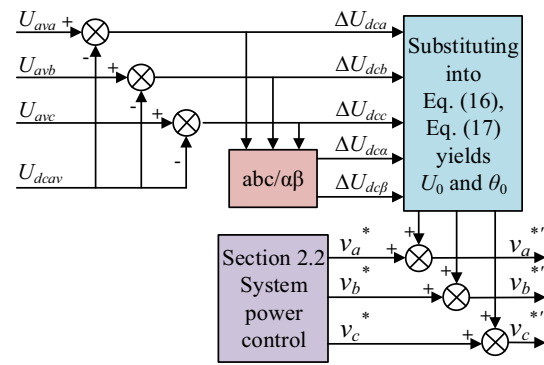 U_ava + ΔU_dca
-
U_avb + ΔU_dcb
-
U_avc + ΔU_dcc
-
U_dcav
abc/αβ
ΔU_dcα
ΔU_dcβ
Substituting
into
Eq. (16),
Eq. (17)
yields
U_0 and θ_0
Section 2.2
System
power
control
v_a^* + + v_a^*'
v_b^* + + v_b^*'
v_c^* + + v_c^*'